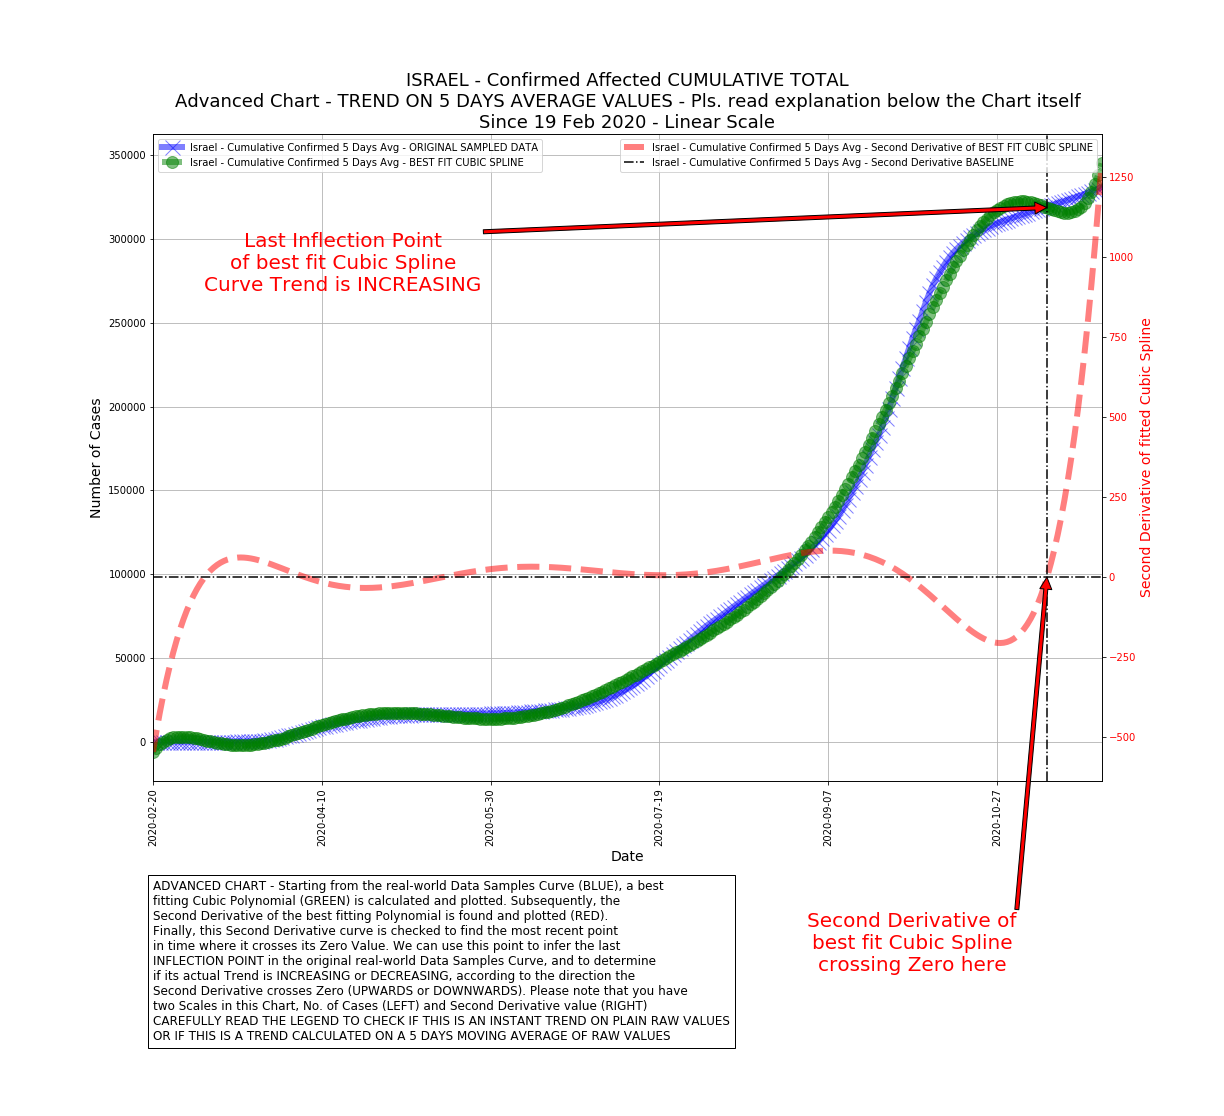 ISRAEL - Confirmed Affected CUMULATIVE TOTAL
Advanced Chart - TREND ON 5 DAYS AVERAGE VALUES - Pls. read explanation below the Chart itself
Since 19 Feb 2020 - Linear Scale
Israel - Cumulative Confirmed 5 Days Avg - ORIGINAL SAMPLED DATA
Israel - Cumulative Confirmed 5 Days Avg - BEST FIT CUBIC SPLINE
Israel - Cumulative Confirmed 5 Days Avg - Second Derivative of BEST FIT CUBIC SPLINE
Israel - Cumulative Confirmed 5 Days Avg - Second Derivative BASELINE
Last Inflection Point
of best fit Cubic Spline
Curve Trend is INCREASING
Number of Cases
350000
300000
250000
200000
150000
100000
50000
0
1250
1000
750
500
250
0
−250
−500
Second Derivative of fitted Cubic Spline
2020-02-20
2020-04-10
2020-05-30
2020-07-19
2020-09-07
2020-10-27
Date
Second Derivative of
best fit Cubic Spline
crossing Zero here
ADVANCED CHART - Starting from the real-world Data Samples Curve (BLUE), a best
fitting Cubic Polynomial (GREEN) is calculated and plotted. Subsequently, the
Second Derivative of the best fitting Polynomial is found and plotted (RED).
Finally, this Second Derivative curve is checked to find the most recent point
in time where it crosses its Zero Value. We can use this point to infer the last
INFLECTION POINT in the original real-world Data Samples Curve, and to determine
if its actual Trend is INCREASING or DECREASING, according to the direction the
Second Derivative crosses Zero (UPWARDS or DOWNWARDS). Please note that you have
two Scales in this Chart, No. of Cases (LEFT) and Second Derivative value (RIGHT)
CAREFULLY READ THE LEGEND TO CHECK IF THIS IS AN INSTANT TREND ON PLAIN RAW VALUES
OR IF THIS IS A TREND CALCULATED ON A 5 DAYS MOVING AVERAGE OF RAW VALUES